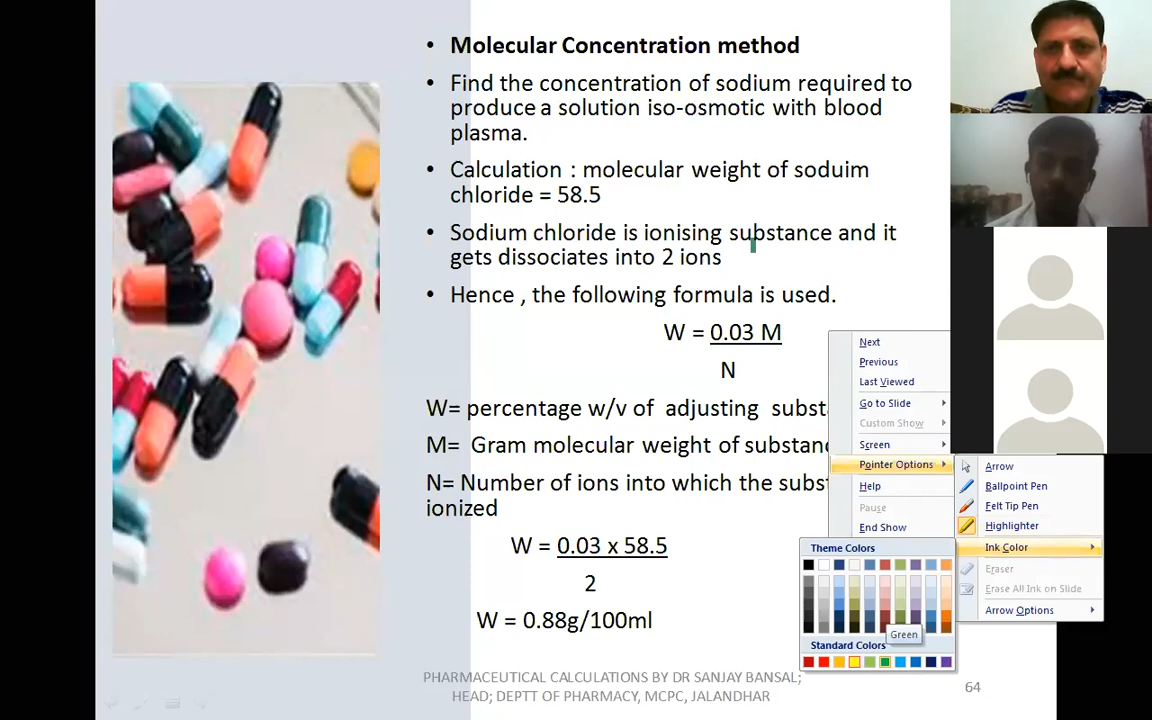 • Molecular Concentration method
• Find the concentration of sodium required to
produce a solution iso-osmotic with blood
plasma.
• Calculation : molecular weight of soduim
chloride = 58.5
• Sodium chloride is ionising substance and it
gets dissociates into 2 ions
• Hence , the following formula is used.
W = 0.03 M
N
W= percentage w/v of adjusting
M= Gram molecular weight of
N= Number of ions into which the
ionized
W = 0.03 x 58.5
2
W = 0.88g/100ml
PHARMACEUTICAL CALCULATIONS BY DR SANJAY BANSAL;
HEAD; DEPTT OF PHARMACY, MCPC, JALANDHAR
64
Next
Previous
Last Viewed
Go to Slide
Custom Show
Screen
Pointer Options
Help
Pause
End Show
Arrow
Ballpoint Pen
Felt Tip Pen
Highlighter
Ink Color
Eraser
Erase All Ink on Slide
Arrow Options
Theme Colors
Green
Standard Colors